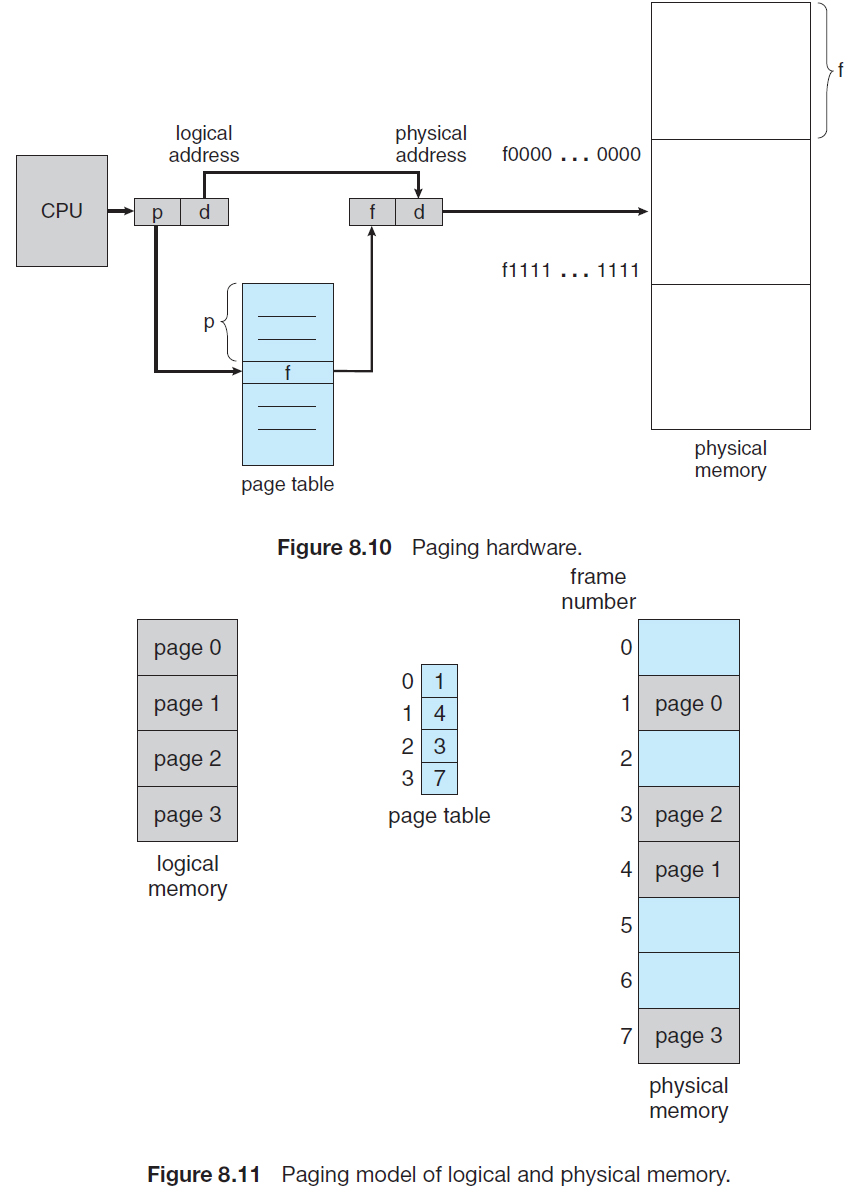 f
logical
address
physical
address
f0000 ... 0000
CPU
p
d
f
d
f1111 ... 1111
p
f
page table
physical
memory
Figure 8.10 Paging hardware.
frame
number
page 0
page 1
page 2
page 3
logical
memory
0 1
1 4
2 3
3 7
page table
0
1 page 0
2
3 page 2
4 page 1
5
6
7 page 3
physical
memory
Figure 8.11 Paging model of logical and physical memory.